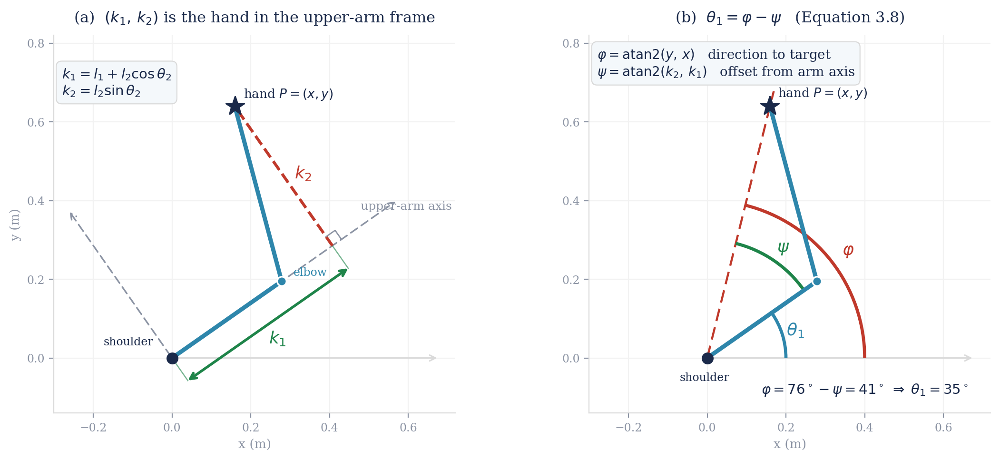 (a) (k₁, k₂) is the hand in the upper-arm frame
0.8
0.6
0.4
0.2
0.0
y (m)
k₁ = l₁ + l₂cos θ₂
k₂ = l₂sin θ₂
hand P = (x, y)
k₂
upper-arm axis
elbow
k₁
shoulder
−0.2
0.0
0.2
0.4
0.6
x (m)
(b) θ₁ = φ − ψ (Equation 3.8)
0.8
0.6
0.4
0.2
0.0
φ = atan2(y, x) direction to target
ψ = atan2(k₂, k₁) offset from arm axis
hand P = (x, y)
ψ
φ
θ₁
shoulder
φ = 76° − ψ = 41° ⇒ θ₁ = 35°
−0.2
0.0
0.2
0.4
0.6
x (m)